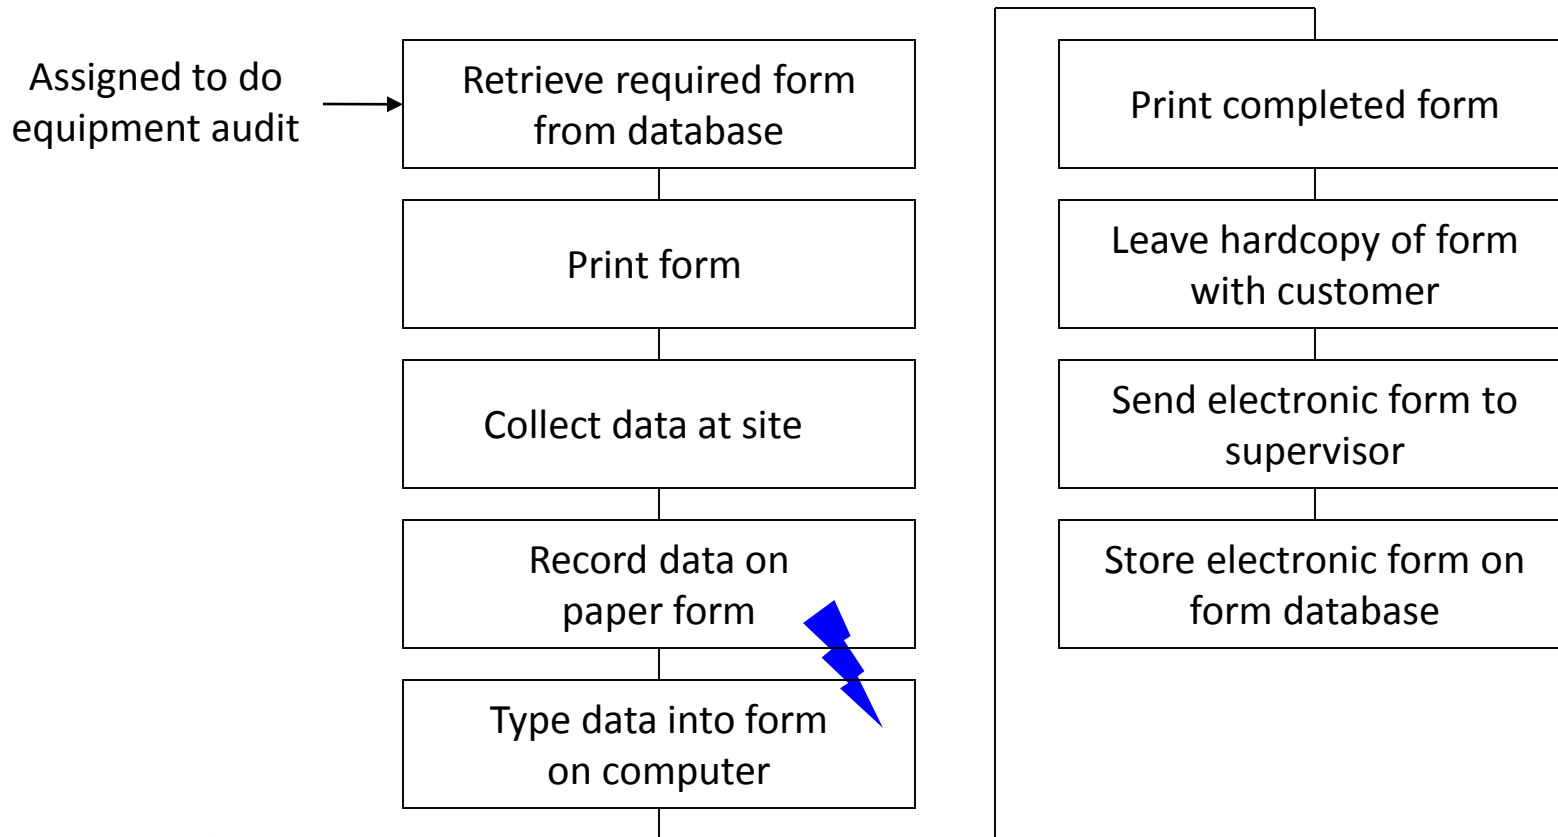 Assigned to do
equipment audit
Retrieve required form
from database
Print form
Collect data at site
Record data on
paper form
Type data into form
on computer
Print completed form
Leave hardcopy of form
with customer
Send electronic form to
supervisor
Store electronic form on
form database